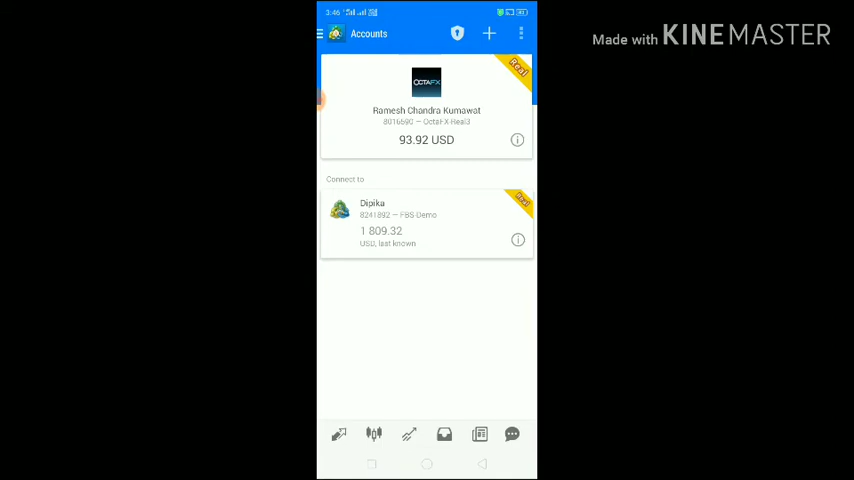 3:46
Made with KINEMASTER
Accounts
Real
OCTAFX
Ramesh Chandra Kumawat
8016590 — OctaFX-Real3
93.92 USD
Connect to
Real
Dipika
8241892 — FBS-Demo
1 809.32
USD, last known